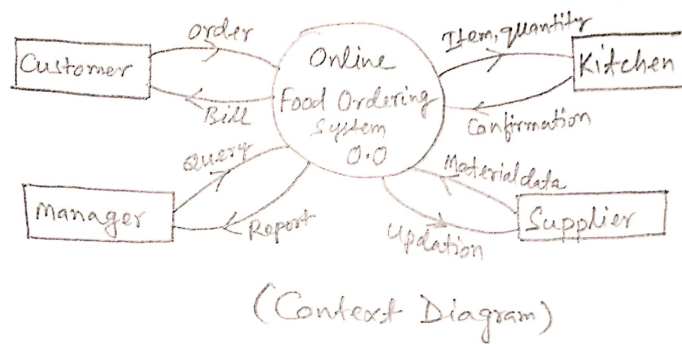 order
Customer
Bill
Online
Food Ordering
System
0.0
Item, quantity
Kitchen
Confirmation
Query
Manager
Report
Material data
Supplier
Updation
(Context Diagram)